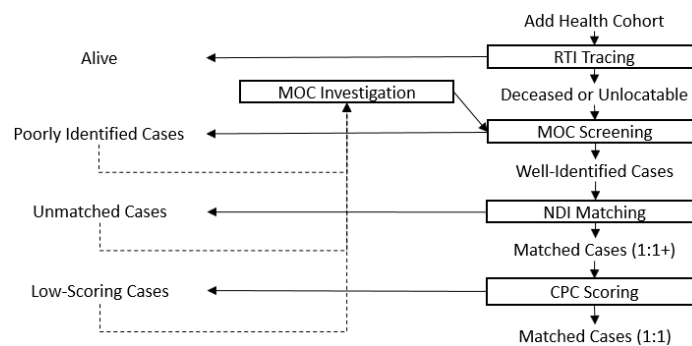 Add Health Cohort
Alive
RTI Tracing
MOC Investigation
Deceased or Unlocatable
Poorly Identified Cases
MOC Screening
Well-Identified Cases
Unmatched Cases
NDI Matching
Matched Cases (1:1+)
Low-Scoring Cases
CPC Scoring
Matched Cases (1:1)